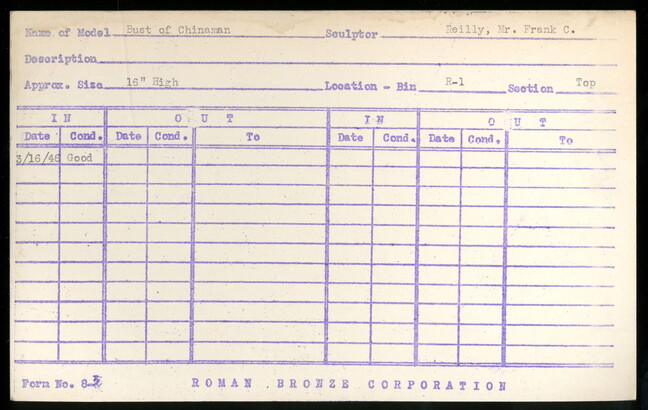 Name of Model Bust of Chinaman Sculptor Reilly, Mr. Frank C.
Description
Approx. Size 16" High Location - Bin R-1 Section Top
IN OUT IN OUT
Date Cond. Date Cond. To Date Cond. Date Cond. To
3/16/46 Good
Form No. 8-3 ROMAN BRONZE CORPORATION